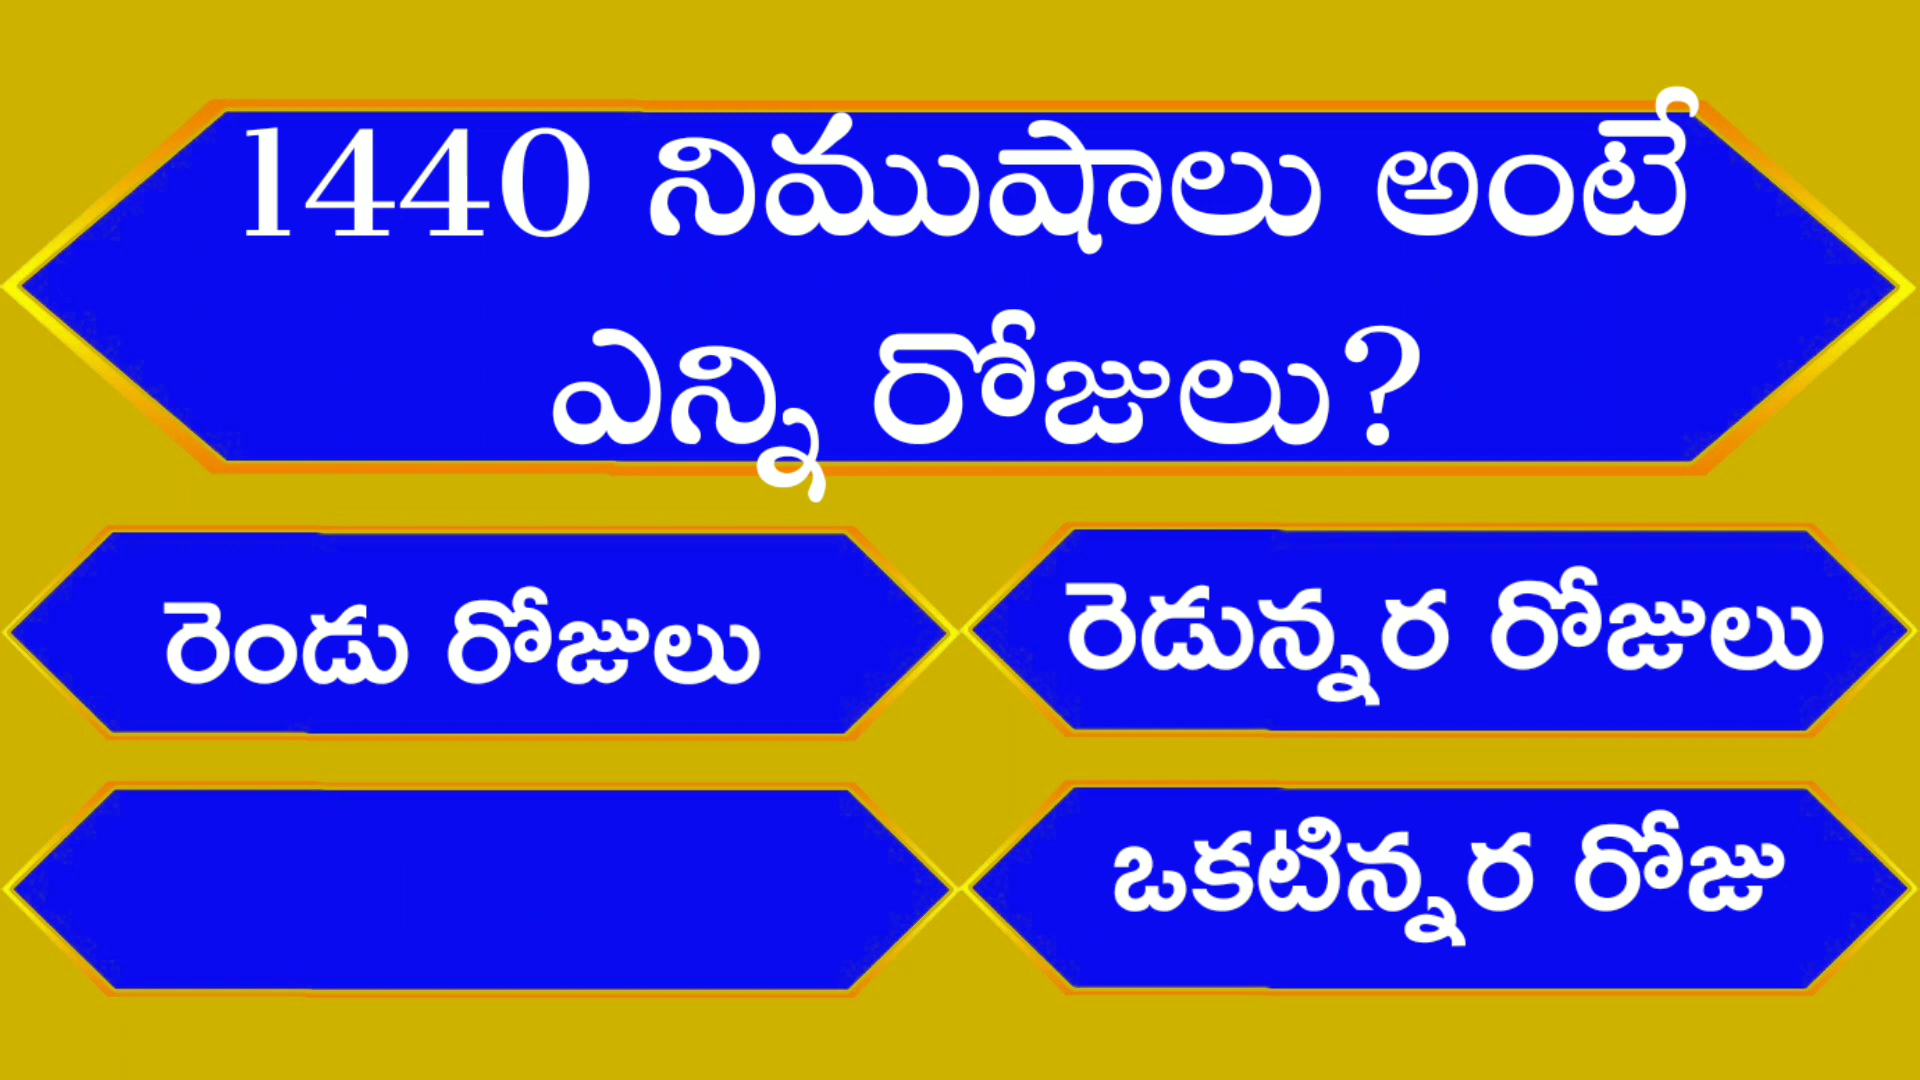 1440 నిముషాలు అంటే
ఎన్ని రోజులు?
రెండు రోజులు
రెడున్నర రోజులు
ఒకటిన్నర రోజు